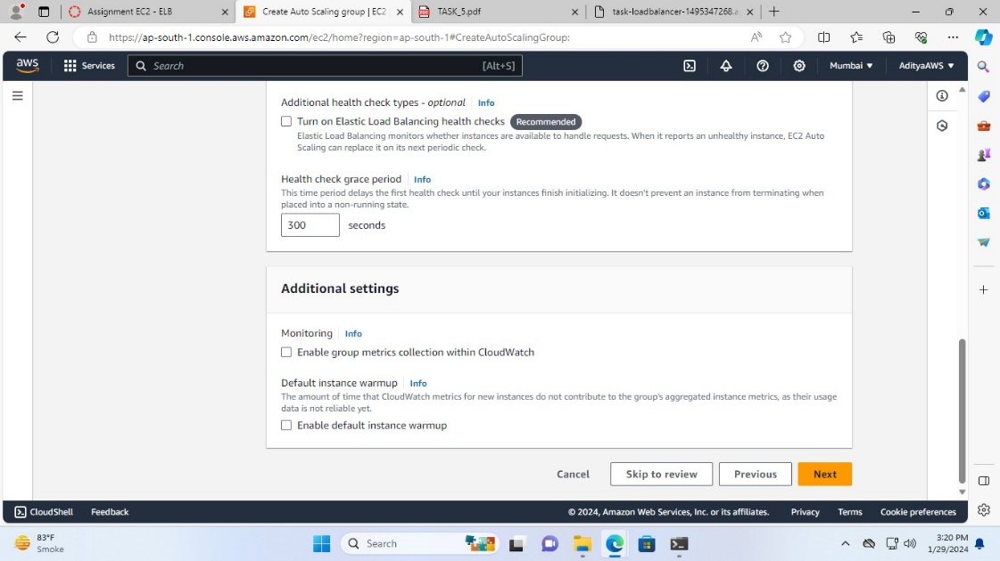 Assignment EC2 - ELB
Create Auto Scaling group | EC2
TASK_5.pdf
task-loadbalancer-1495347268.a
https://ap-south-1.console.aws.amazon.com/ec2/home?region=ap-south-1#CreateAutoScalingGroup:
aws
Services
Search
[Alt+S]
Mumbai
AdityaAWS
Additional health check types - optional
Info
Turn on Elastic Load Balancing health checks
Recommended
Elastic Load Balancing monitors whether instances are available to handle requests. When it reports an unhealthy instance, EC2 Auto
Scaling can replace it on its next periodic check.
Health check grace period
Info
This time period delays the first health check until your instances finish initializing. It doesn't prevent an instance from terminating when
placed into a non-running state.
300
seconds
Additional settings
Monitoring
Info
Enable group metrics collection within CloudWatch
Default instance warmup
Info
The amount of time that CloudWatch metrics for new instances do not contribute to the group's aggregated instance metrics, as their usage
data is not reliable yet.
Enable default instance warmup
Cancel
Skip to review
Previous
Next
CloudShell
Feedback
© 2024, Amazon Web Services, Inc. or its affiliates.
Privacy
Terms
Cookie preferences
83°F
Smoke
Search
3:20 PM
1/29/2024